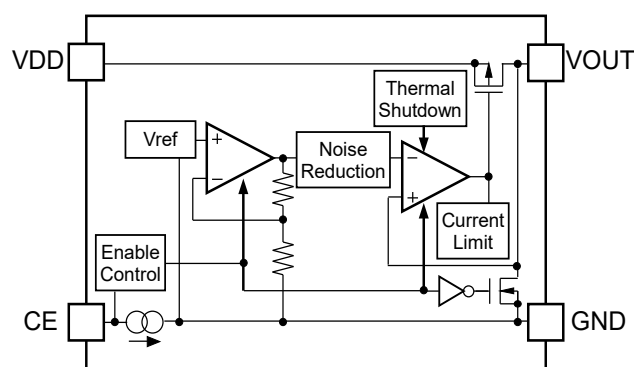 VDD
VOUT
Thermal
Shutdown
Vref
+
−
Noise
Reduction
−
+
Current
Limit
Enable
Control
CE
GND